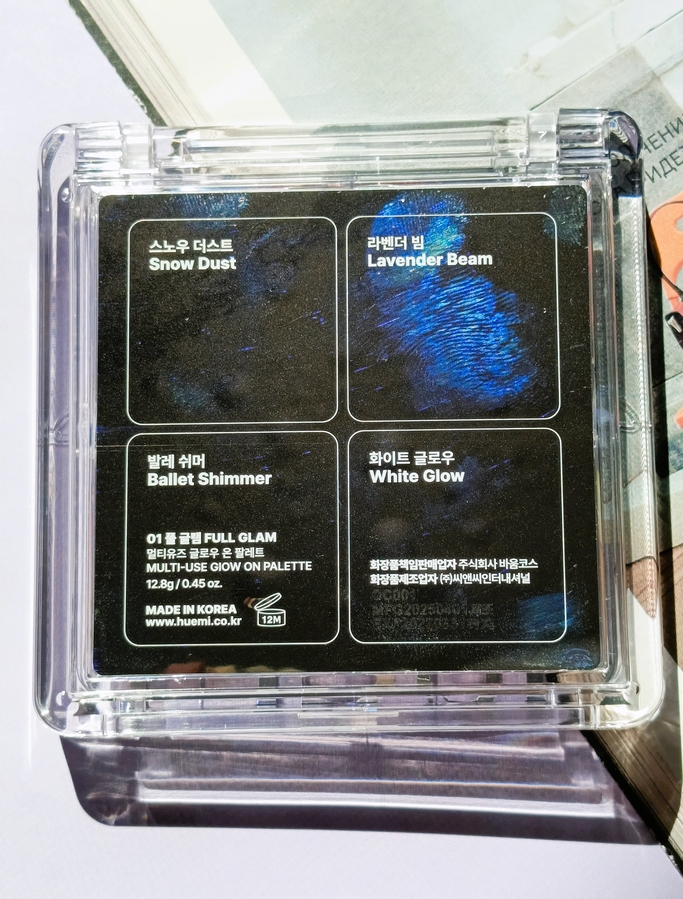 스노우 더스트
Snow Dust
라벤더 빔
Lavender Beam
발레 쉬머
Ballet Shimmer
01 풀 글램 FULL GLAM
멀티유즈 글로우 온 팔레트
MULTI-USE GLOW ON PALETTE
12.8g / 0.45 oz.
MADE IN KOREA
www.huemi.co.kr
12M
화이트 글로우
White Glow
화장품책임판매업자 주식회사 바움코스
화장품제조업자 (주)씨앤씨인터내셔널
OC001